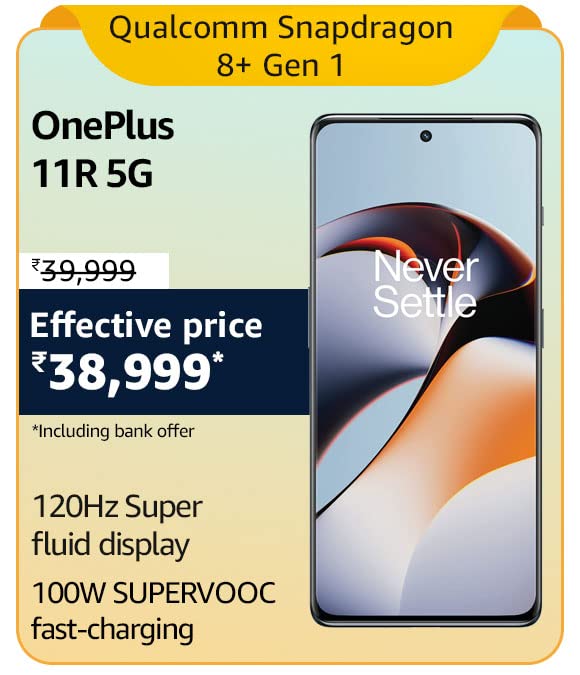 Qualcomm Snapdragon
8+ Gen 1
OnePlus
11R 5G
₹39,999
Effective price
₹38,999*
*Including bank offer
120Hz Super
fluid display
100W SUPERVOOC
fast-charging
Never
Settle